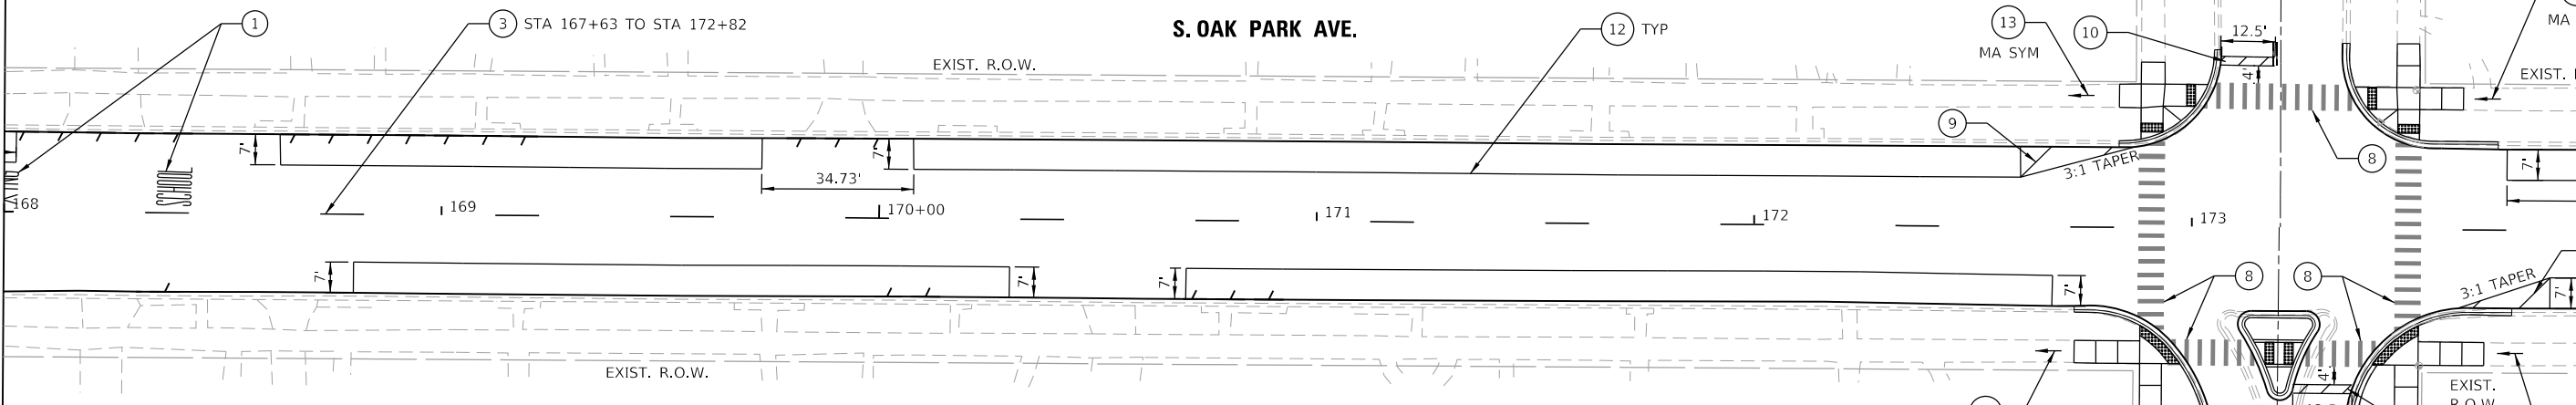 1
3 STA 167+63 TO STA 172+82
S. OAK PARK AVE.
12 TYP
13
MA SYM
10
12.5'
MA
EXIST. R.O.W.
4'
EXIST.
9
8
7'
7'
3:1 TAPER
7'
34.73'
168
169
170+00
171
172
173
7'
7'
7'
7'
8
8
3:1 TAPER
7'
EXIST. R.O.W.
4'
EXIST.
R.O.W.